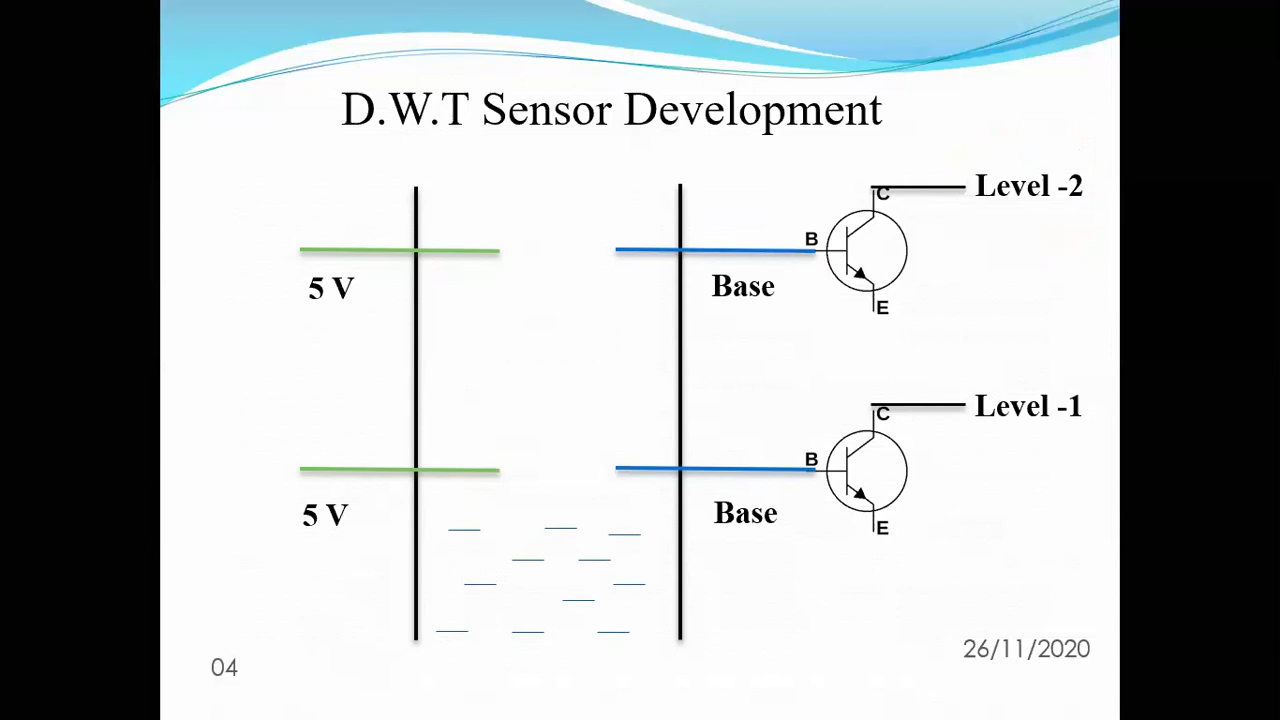 D.W.T Sensor Development
C
Level -2
B
5 V
Base
E
C
Level -1
B
5 V
Base
E
26/11/2020
04